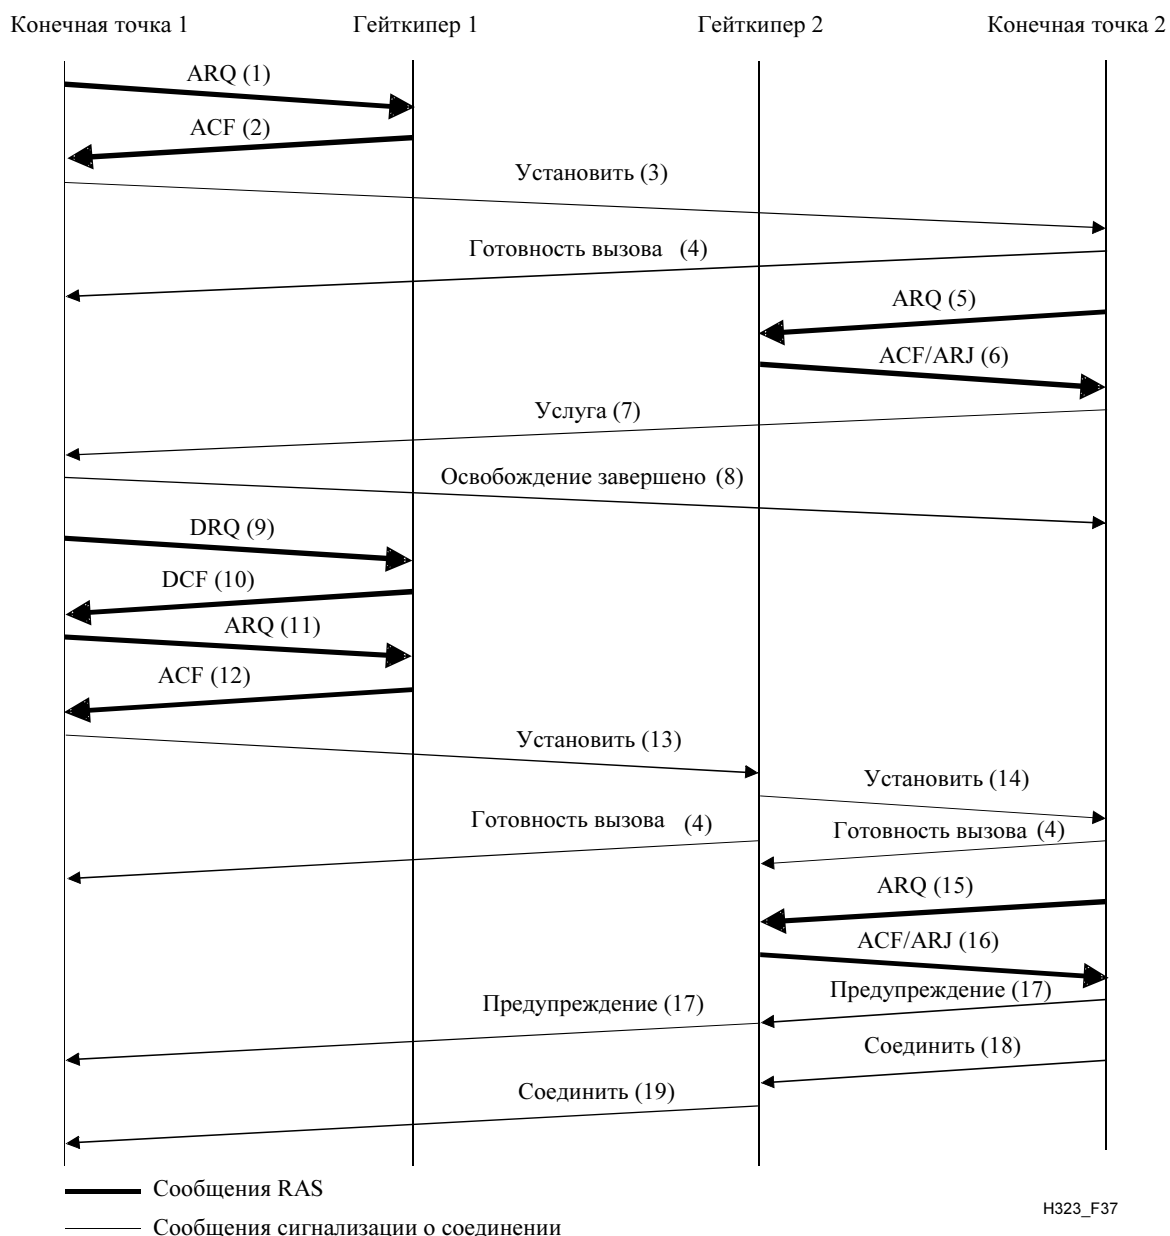 Конечная точка 1
Гейткипер 1
Гейткипер 2
Конечная точка 2
ARQ (1)
ACF (2)
Установить (3)
Готовность вызова (4)
ARQ (5)
ACF/ARJ (6)
Услуга (7)
Освобождение завершено (8)
DRQ (9)
DCF (10)
ARQ (11)
ACF (12)
Установить (13)
Установить (14)
Готовность вызова (4)
Готовность вызова (4)
ARQ (15)
ACF/ARJ (16)
Предупреждение (17)
Предупреждение (17)
Соединить (18)
Соединить (19)
Сообщения RAS
Сообщения сигнализации о соединении
H323_F37